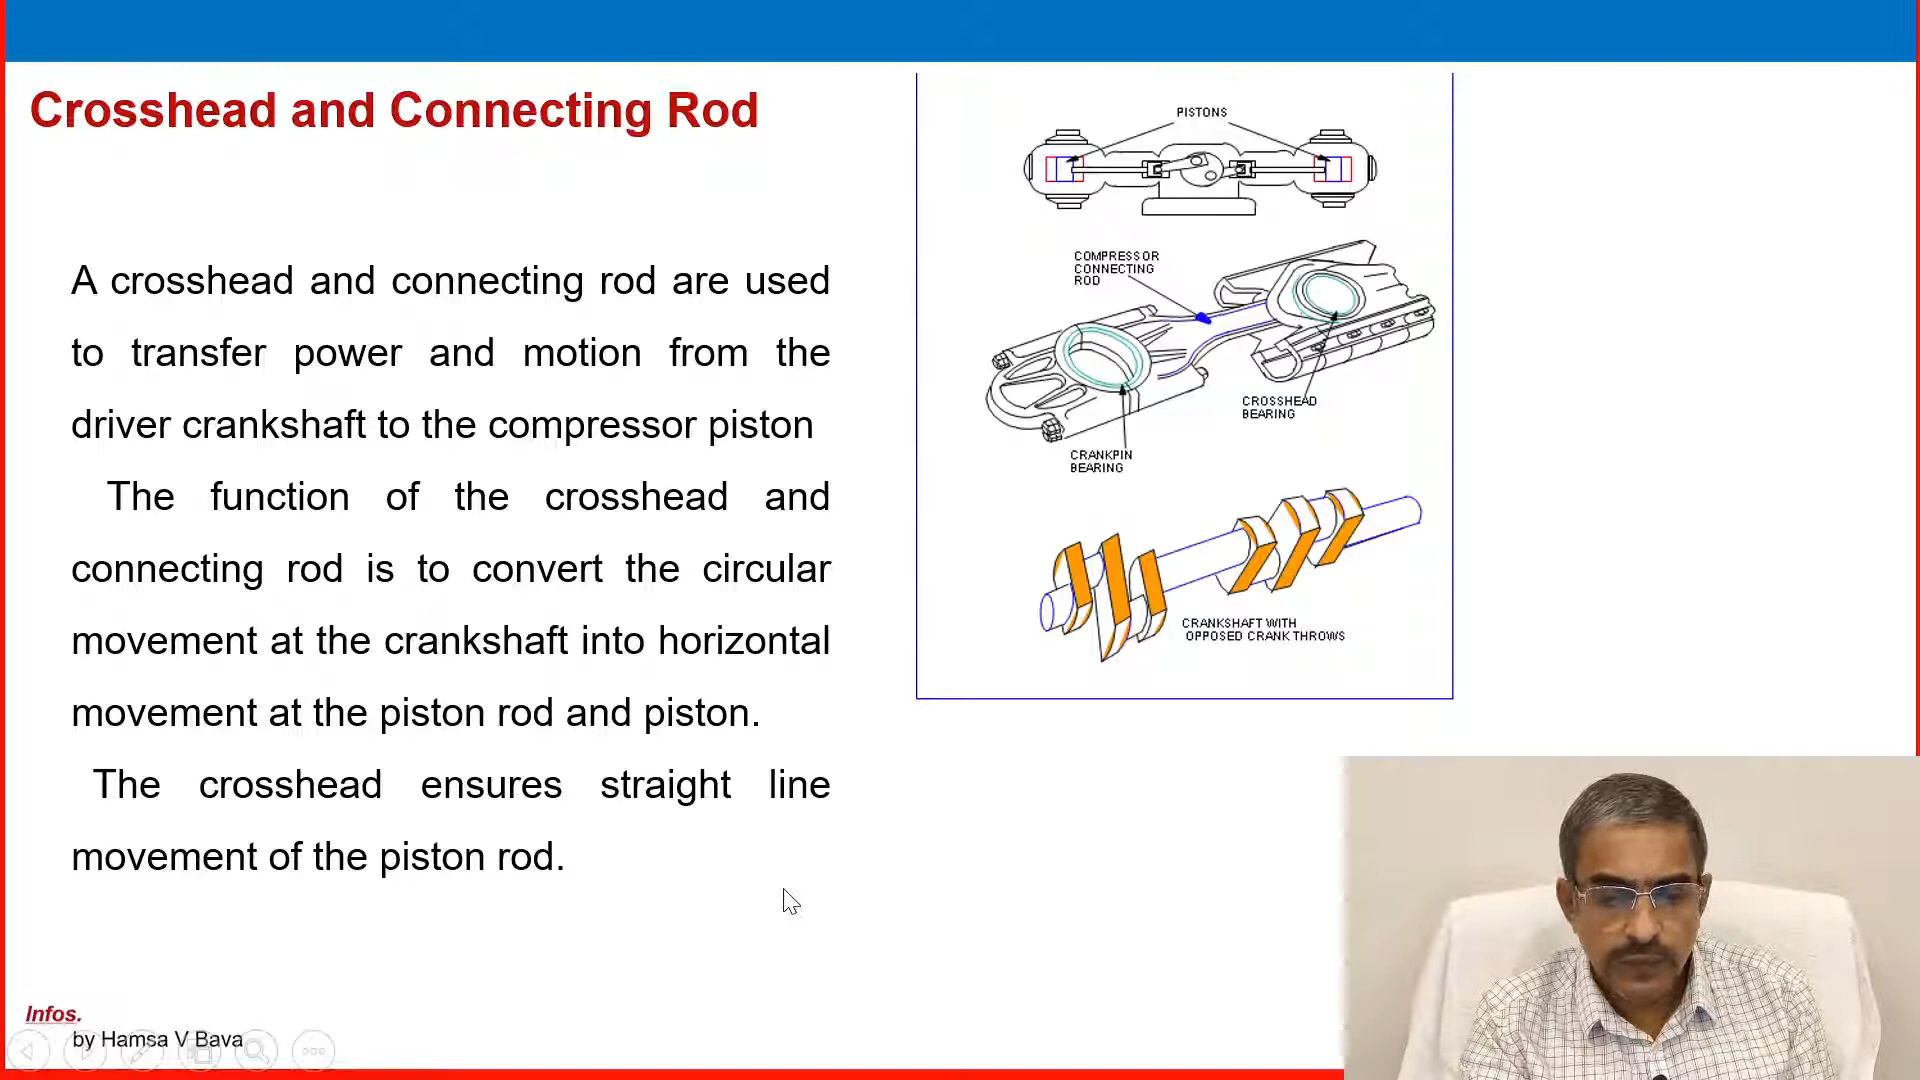 Crosshead and Connecting Rod
A crosshead and connecting rod are used
to transfer power and motion from the
driver crankshaft to the compressor piston
The function of the crosshead and
connecting rod is to convert the circular
movement at the crankshaft into horizontal
movement at the piston rod and piston.
The crosshead ensures straight line
movement of the piston rod.
PISTONS
COMPRESSOR
CONNECTING
ROD
CROSSHEAD
BEARING
CRANKPIN
BEARING
CRANKSHAFT WITH
OPPOSED CRANK THROWS
Infos.
by Hamsa V Bava